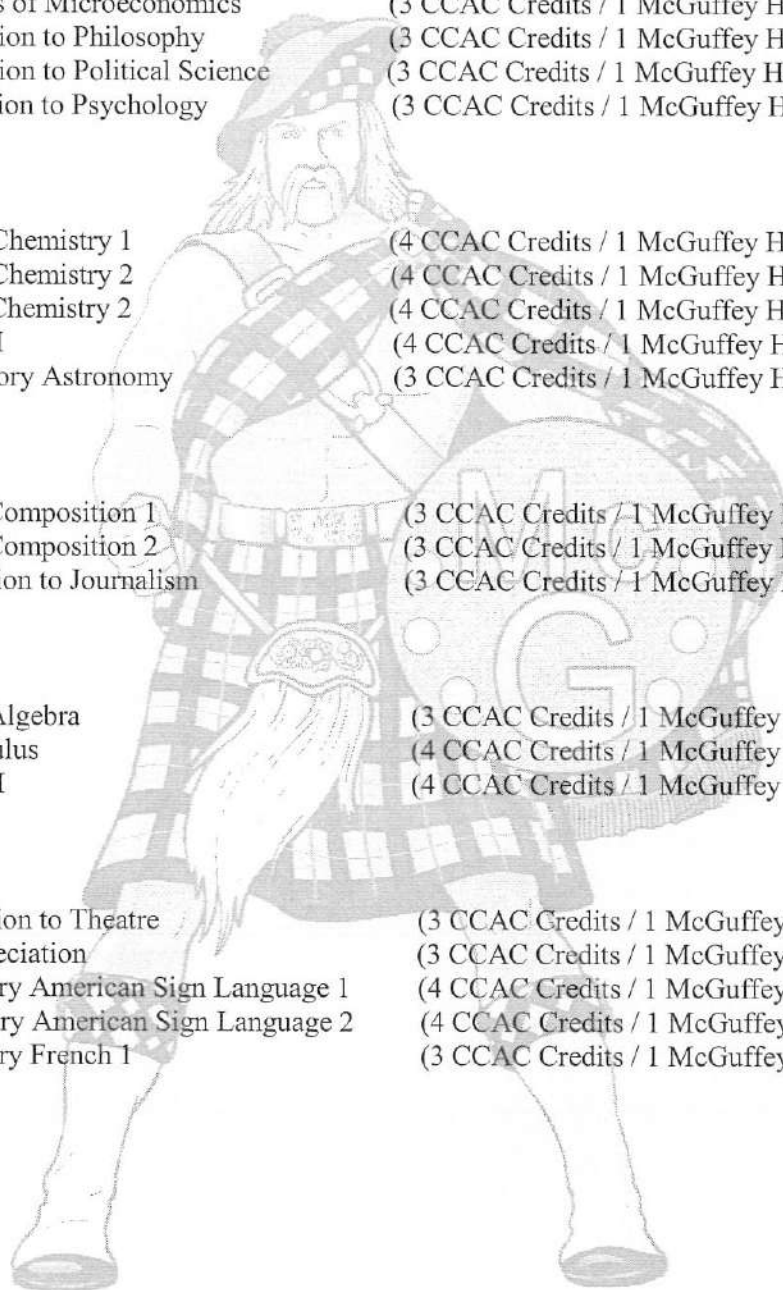 s of Microeconomics (3 CCAC Credits / 1 McGuffey H
ion to Philosophy (3 CCAC Credits / 1 McGuffey H
ion to Political Science (3 CCAC Credits / 1 McGuffey H
ion to Psychology (3 CCAC Credits / 1 McGuffey H
Chemistry 1 (4 CCAC Credits / 1 McGuffey H
Chemistry 2 (4 CCAC Credits / 1 McGuffey H
Chemistry 2 (4 CCAC Credits / 1 McGuffey H
I (4 CCAC Credits / 1 McGuffey H
ory Astronomy (3 CCAC Credits / 1 McGuffey H
Composition 1 (3 CCAC Credits / 1 McGuffey
Composition 2 (3 CCAC Credits / 1 McGuffey
ion to Journalism (3 CCAC Credits / 1 McGuffey
McG
Algebra (3 CCAC Credits / 1 McGuffey
ulus (4 CCAC Credits / 1 McGuffey
I (4 CCAC Credits / 1 McGuffey
ion to Theatre (3 CCAC Credits / 1 McGuffey
eciation (3 CCAC Credits / 1 McGuffey
ry American Sign Language 1 (4 CCAC Credits / 1 McGuffey
ry American Sign Language 2 (4 CCAC Credits / 1 McGuffey
ry French 1 (3 CCAC Credits / 1 McGuffey